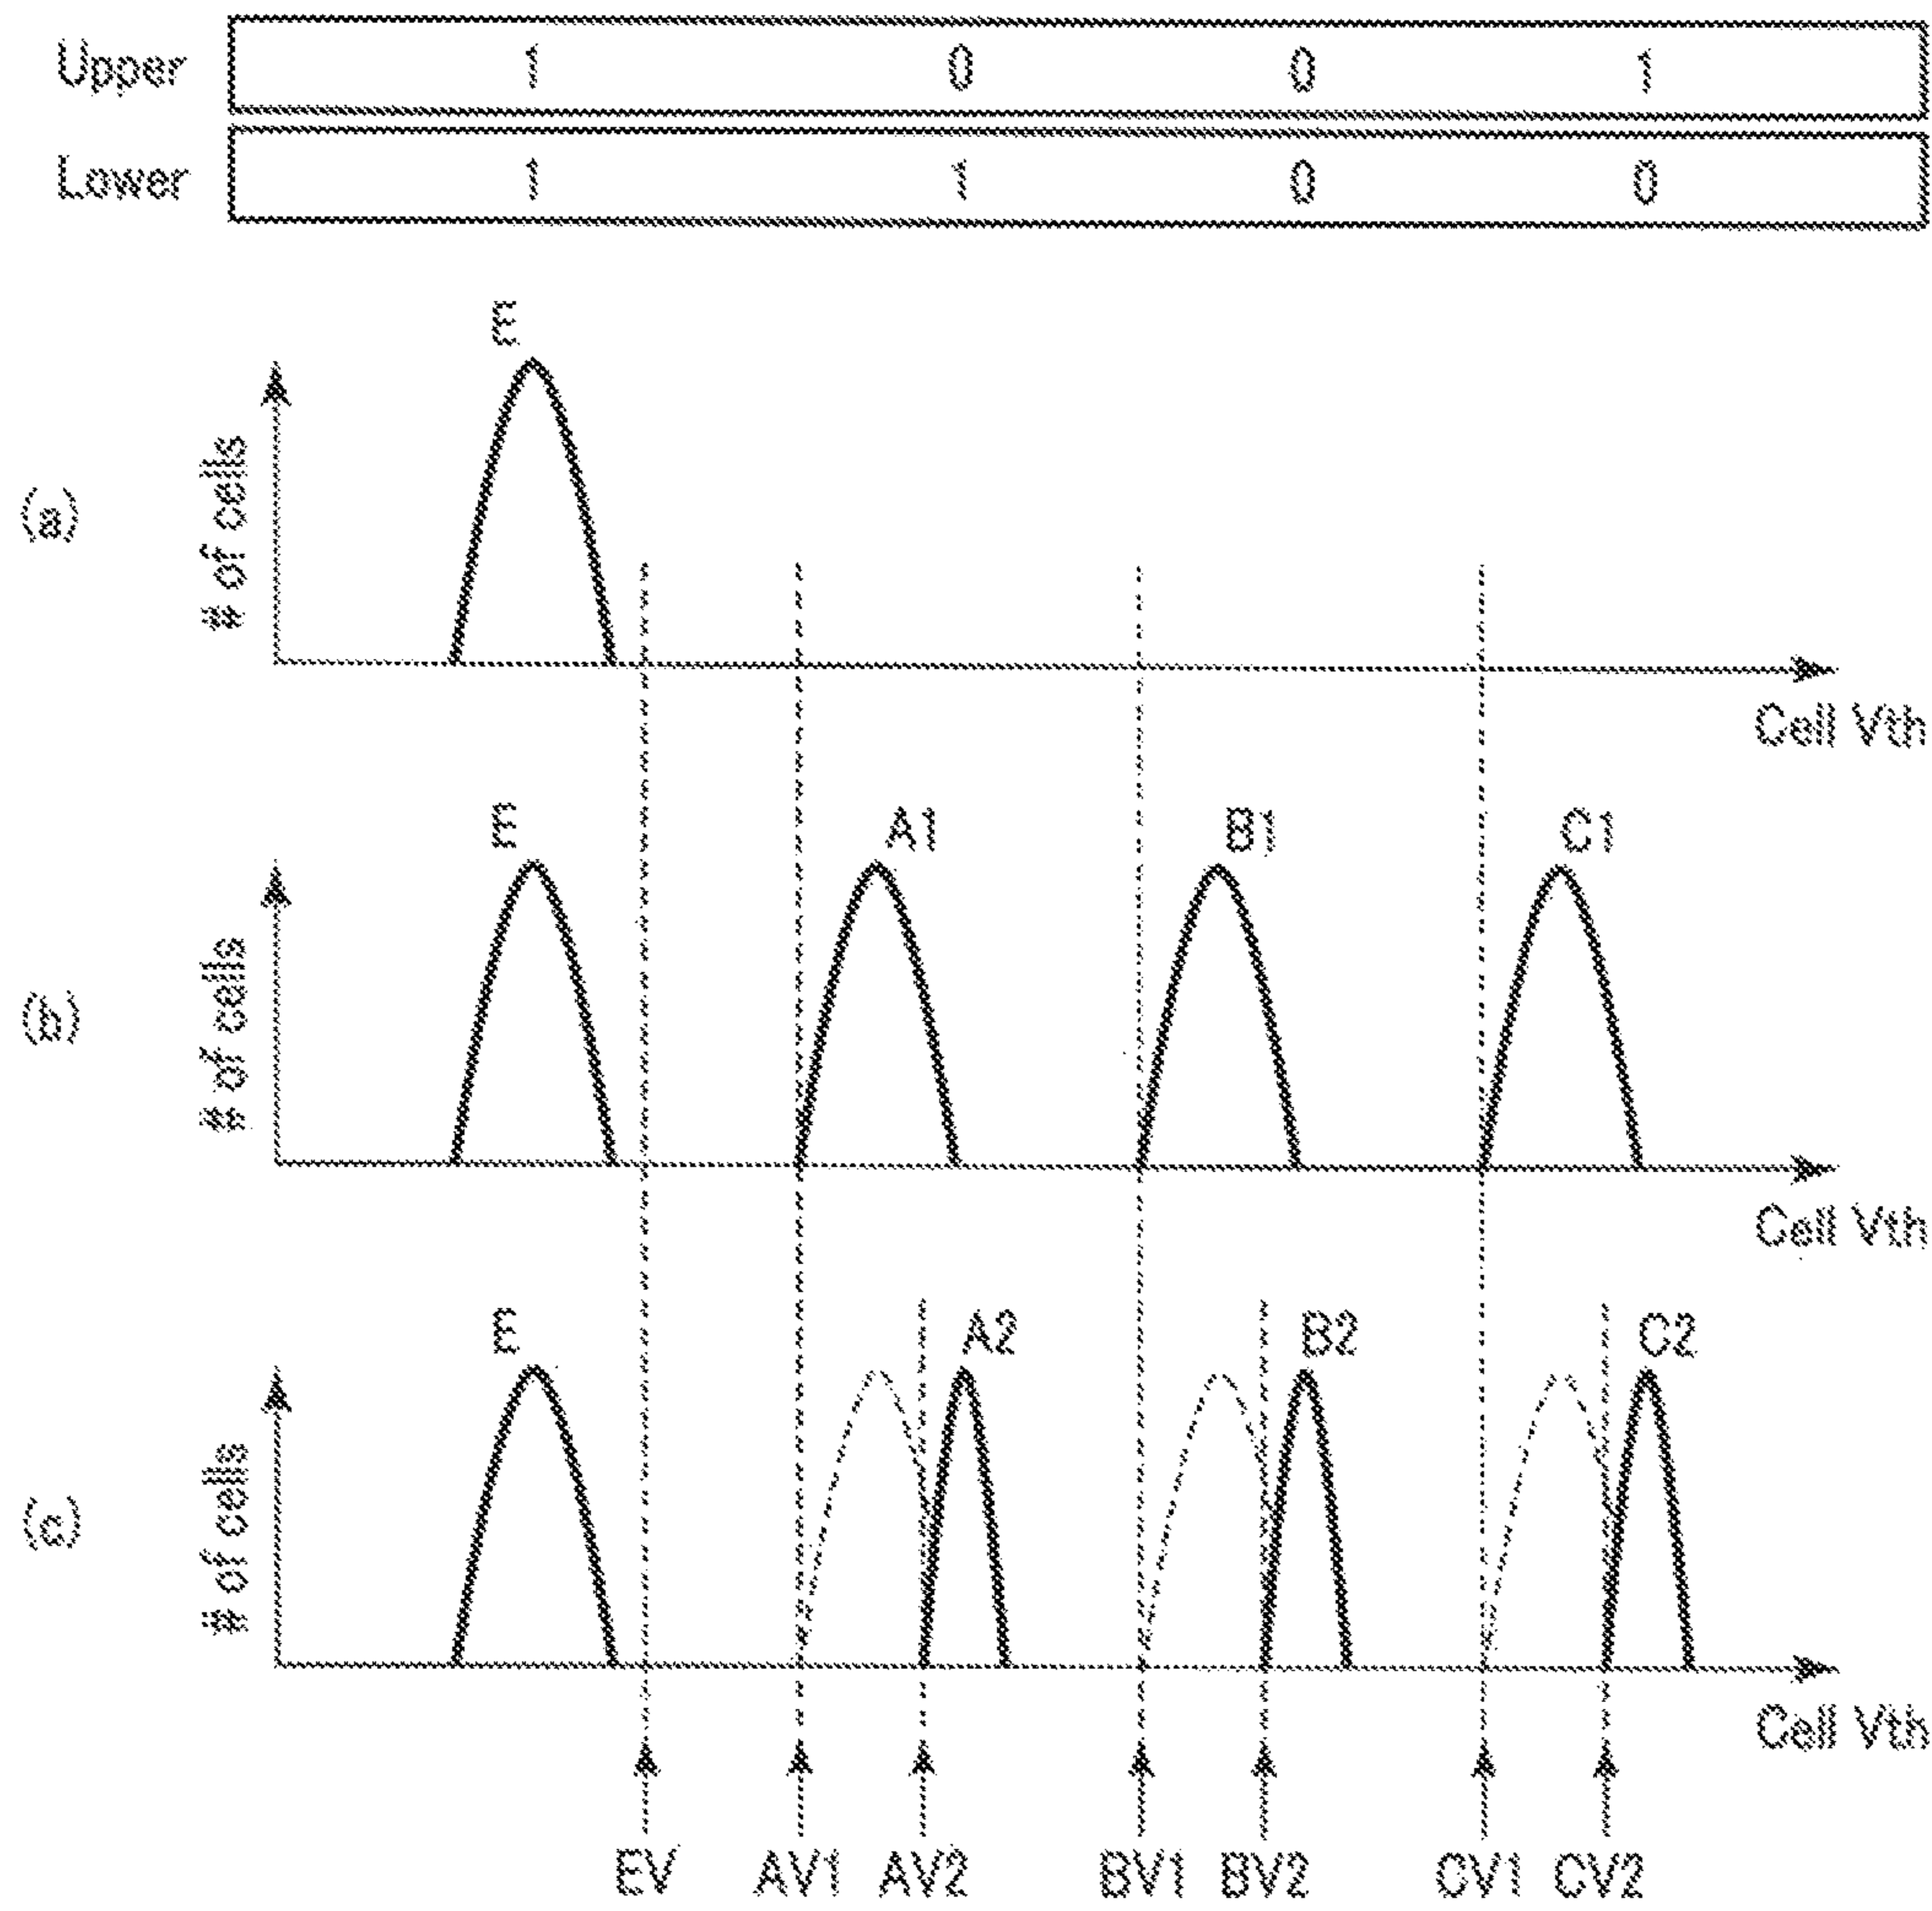 Upper 1 0 0 1
Lower 1 1 0 0
E
(a)
# of cells
Cell Vth
E A1 B1 C1
(b)
# of cells
Cell Vth
E A2 B2 C2
(c)
# of cells
Cell Vth
EV AV1 AV2 BV1 BV2 CV1 CV2